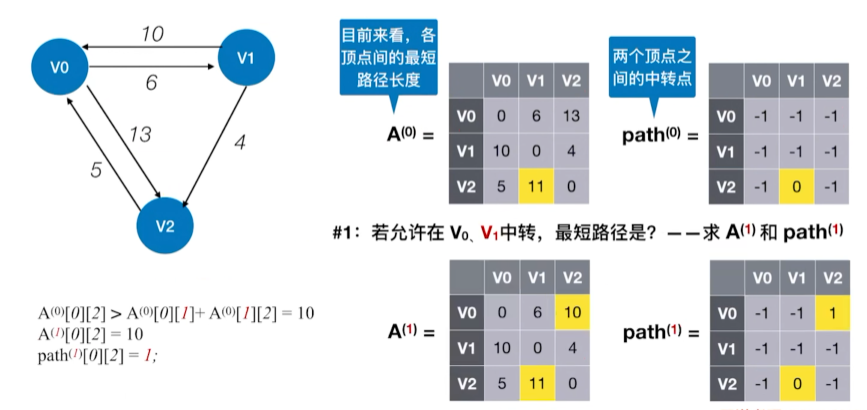 10
V0
V1
6
13
4
5
V2
目前来看，各
顶点间的最短
路径长度
两个顶点之
间的中转点
A(0) =
V0 V1 V2
V0 0 6 13
V1 10 0 4
V2 5 11 0
path(0) =
V0 V1 V2
V0 -1 -1 -1
V1 -1 -1 -1
V2 -1 0 -1
#1：若允许在 V0、V1中转，最短路径是？——求 A(1) 和 path(1)
A(0)[0][2] > A(0)[0][1]+ A(0)[1][2] = 10
A(1)[0][2] = 10
path(1)[0][2] = 1;
A(1) =
V0 V1 V2
V0 0 6 10
V1 10 0 4
V2 5 11 0
path(1) =
V0 V1 V2
V0 -1 -1 1
V1 -1 -1 -1
V2 -1 0 -1